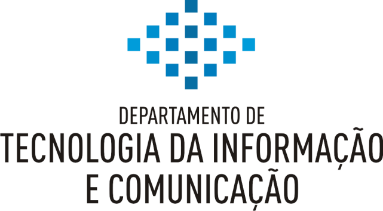 DEPARTAMENTO DE
TECNOLOGIA DA INFORMAÇÃO
E COMUNICAÇÃO